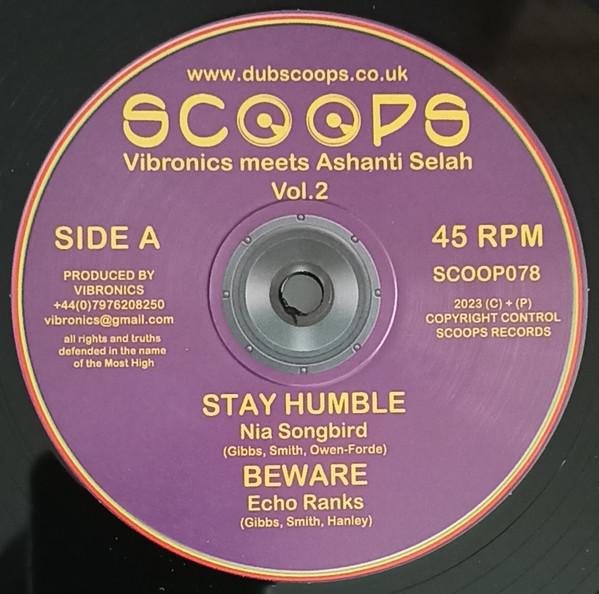 www.dubscoops.co.uk
SCOOPS
Vibronics meets Ashanti Selah
Vol.2
SIDE A
45 RPM
PRODUCED BY
VIBRONICS
+44(0)7976208250
vibronics@gmail.com
all rights and truths
defended in the name
of the Most High
SCOOP078
2023 (C) + (P)
COPYRIGHT CONTROL
SCOOPS RECORDS
STAY HUMBLE
Nia Songbird
(Gibbs, Smith, Owen-Forde)
BEWARE
Echo Ranks
(Gibbs, Smith, Hanley)